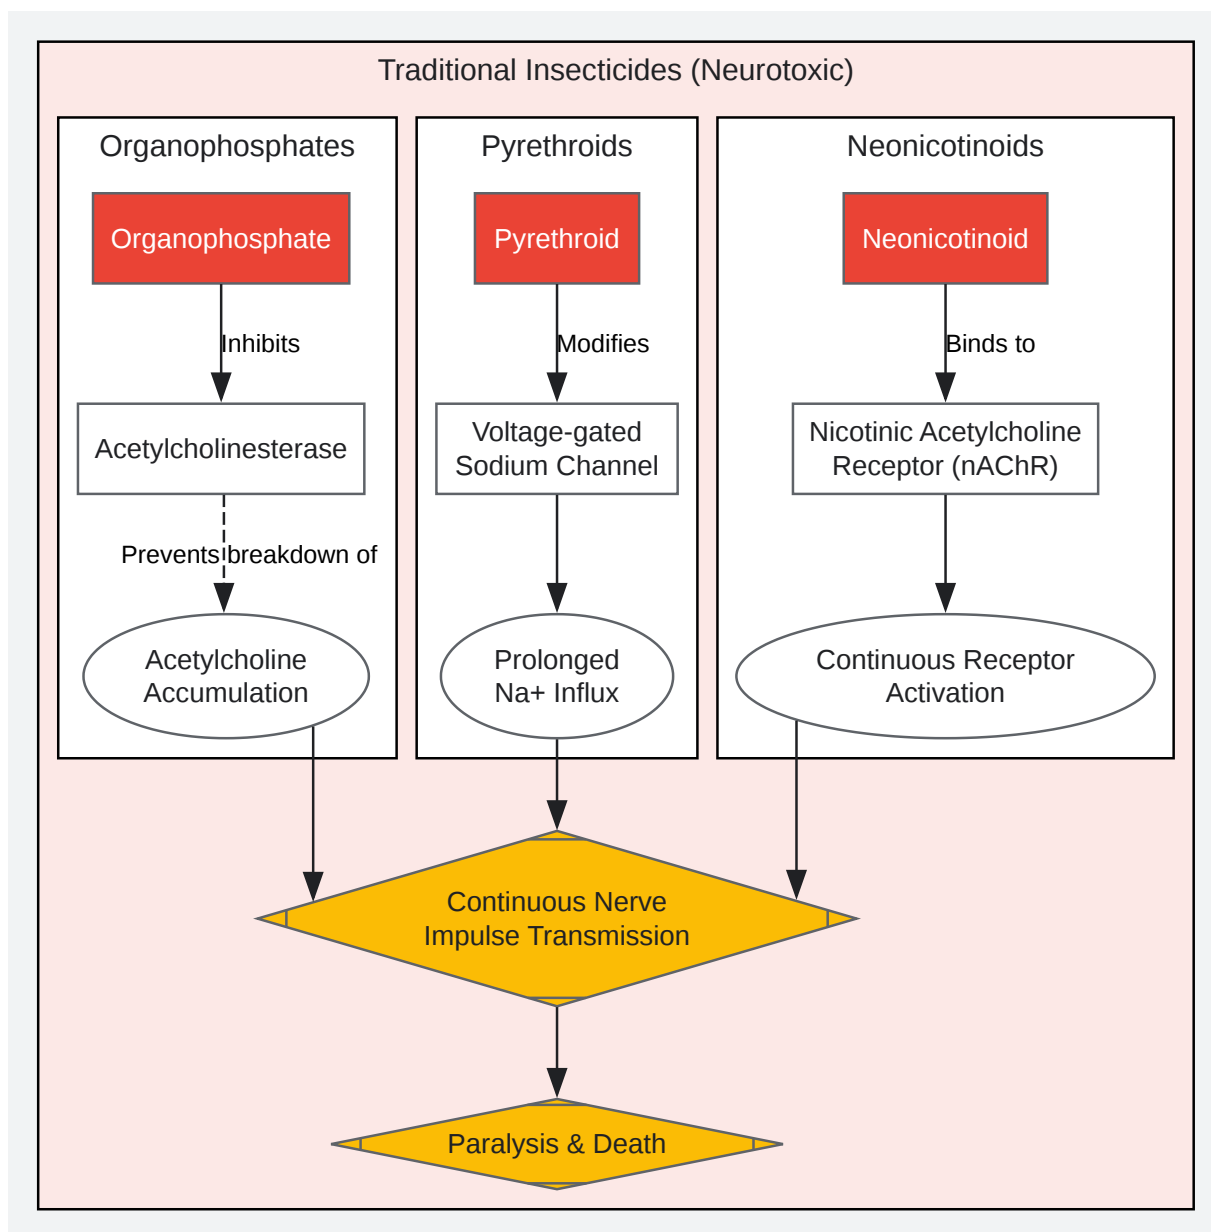 Traditional Insecticides (Neurotoxic)
Organophosphates
Organophosphate
Inhibits
Acetylcholinesterase
Prevents breakdown of
Acetylcholine
Accumulation
Pyrethroids
Pyrethroid
Modifies
Voltage-gated
Sodium Channel
Prolonged
Na+ Influx
Neonicotinoids
Neonicotinoid
Binds to
Nicotinic Acetylcholine
Receptor (nAChR)
Continuous Receptor
Activation
Continuous Nerve
Impulse Transmission
Paralysis & Death